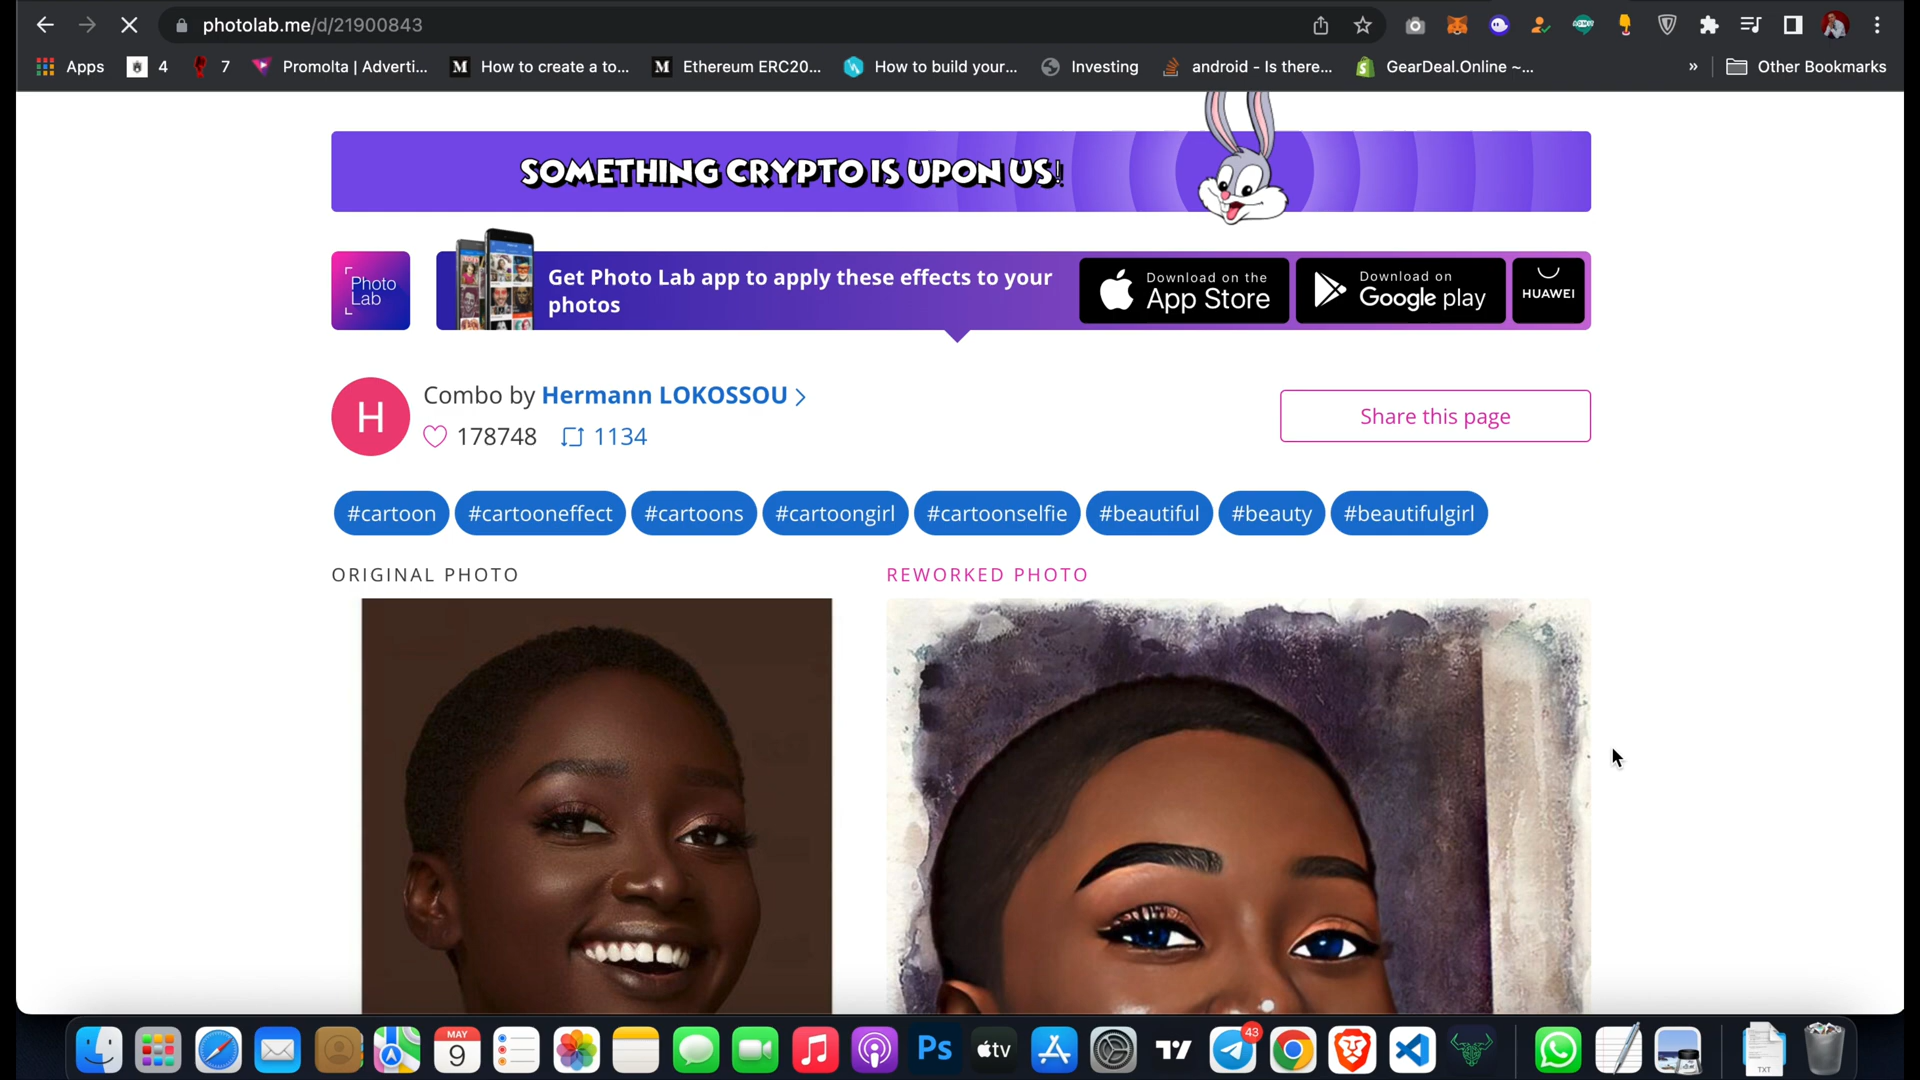 photolab.me/d/21900843
Apps
4
7
Promolta | Adverti...
M
How to create a to...
M
Ethereum ERC20...
How to build your...
Investing
android - Is there...
GearDeal.Online ~...
»
Other Bookmarks
SOMETHING CRYPTO IS UPON US!
Photo
Lab
Get Photo Lab app to apply these effects to your
photos
Download on the
App Store
Download on
Google play
HUAWEI
H
Combo by Hermann LOKOSSOU >
178748
1134
Share this page
#cartoon
#cartooneffect
#cartoons
#cartoongirl
#cartoonselfie
#beautiful
#beauty
#beautifulgirl
ORIGINAL PHOTO
REWORKED PHOTO
MAY
9
Ps
tv
43
TXT